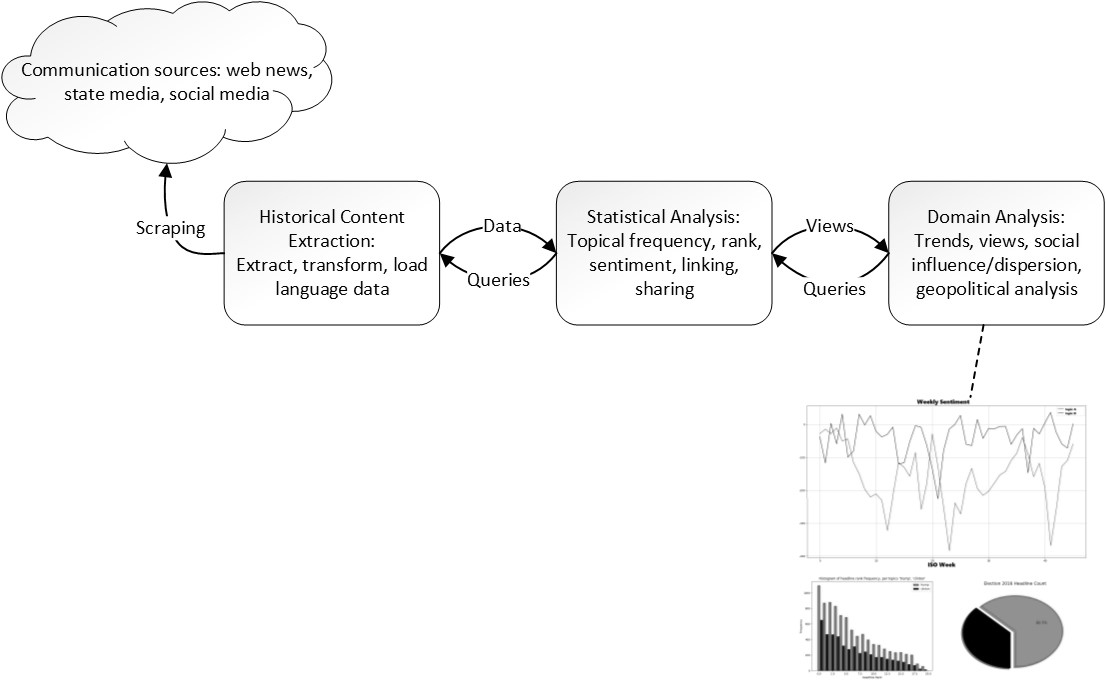 Communication sources: web news,
state media, social media
Scraping
Historical Content
Extraction:
Extract, transform, load
language data
Data
Queries
Statistical Analysis:
Topical frequency, rank,
sentiment, linking,
sharing
Views
Queries
Domain Analysis:
Trends, views, social
influence/dispersion,
geopolitical analysis
Weekly Sentiment
ISO Week
Election 2016 Headline Count